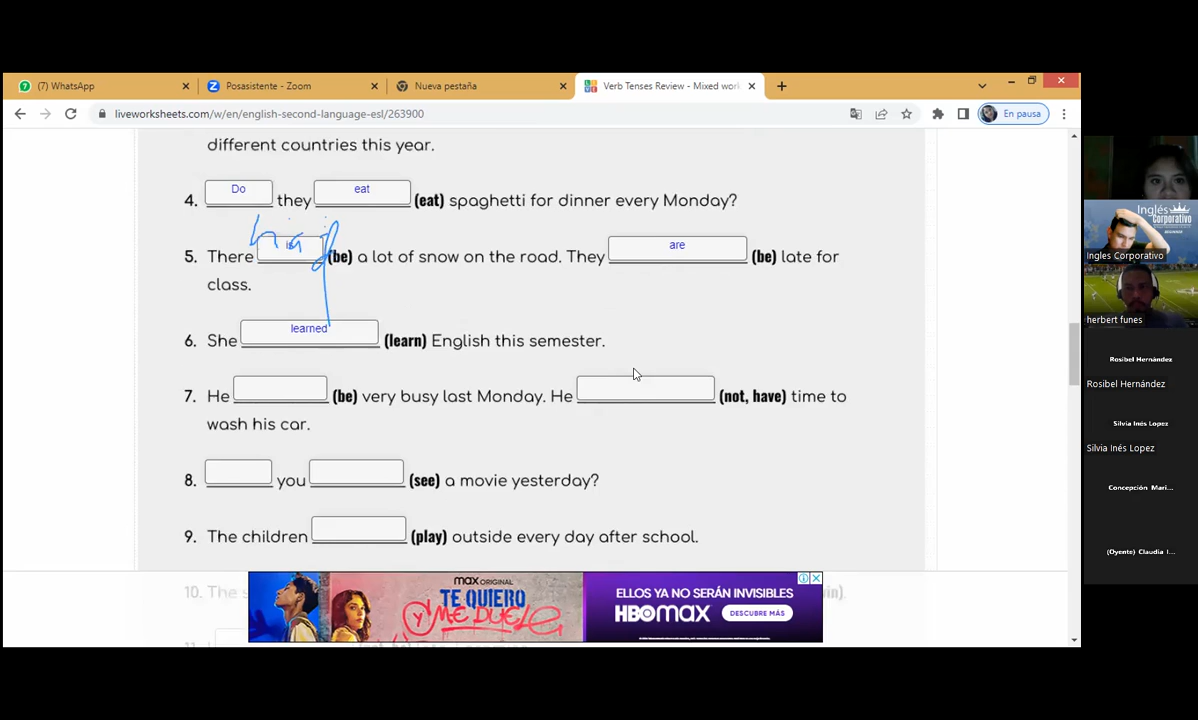 (7) WhatsApp
Posasistente - Zoom
Nueva pestaña
Verb Tenses Review - Mixed worl
liveworksheets.com/w/en/english-second-language-esl/263900
En pausa
different countries this year.
4. Do they eat (eat) spaghetti for dinner every Monday?
5. There is (be) a lot of snow on the road. They are (be) late for
class.
6. She learned (learn) English this semester.
7. He (be) very busy last Monday. He (not, have) time to
wash his car.
8. you (see) a movie yesterday?
9. The children (play) outside every day after school.
10. The s
max ORIGINAL
TE QUIERO
Y ME DUELE
ELLOS YA NO SERÁN INVISIBLES
HBOmax
DESCUBRE MÁS
Inglés
Corporativo
Ingles Corporativo
herbert funes
Rosibel Hernández
Rosibel Hernández
Silvia Inés Lopez
Silvia Inés Lopez
Concepción Mari...
(Oyente) Claudia I...